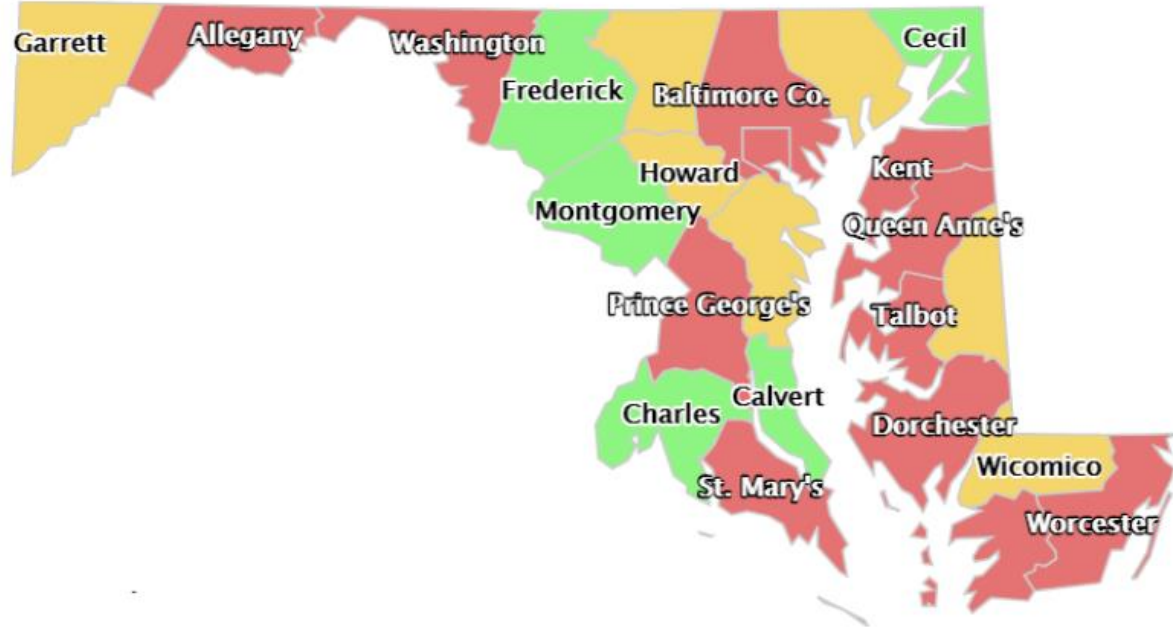 Garrett
Allegany
Washington
Frederick
Baltimore Co.
Cecil
Howard
Kent
Montgomery
Queen Anne's
Prince George's
Talbot
Calvert
Charles
Dorchester
Wicomico
St. Mary's
Worcester